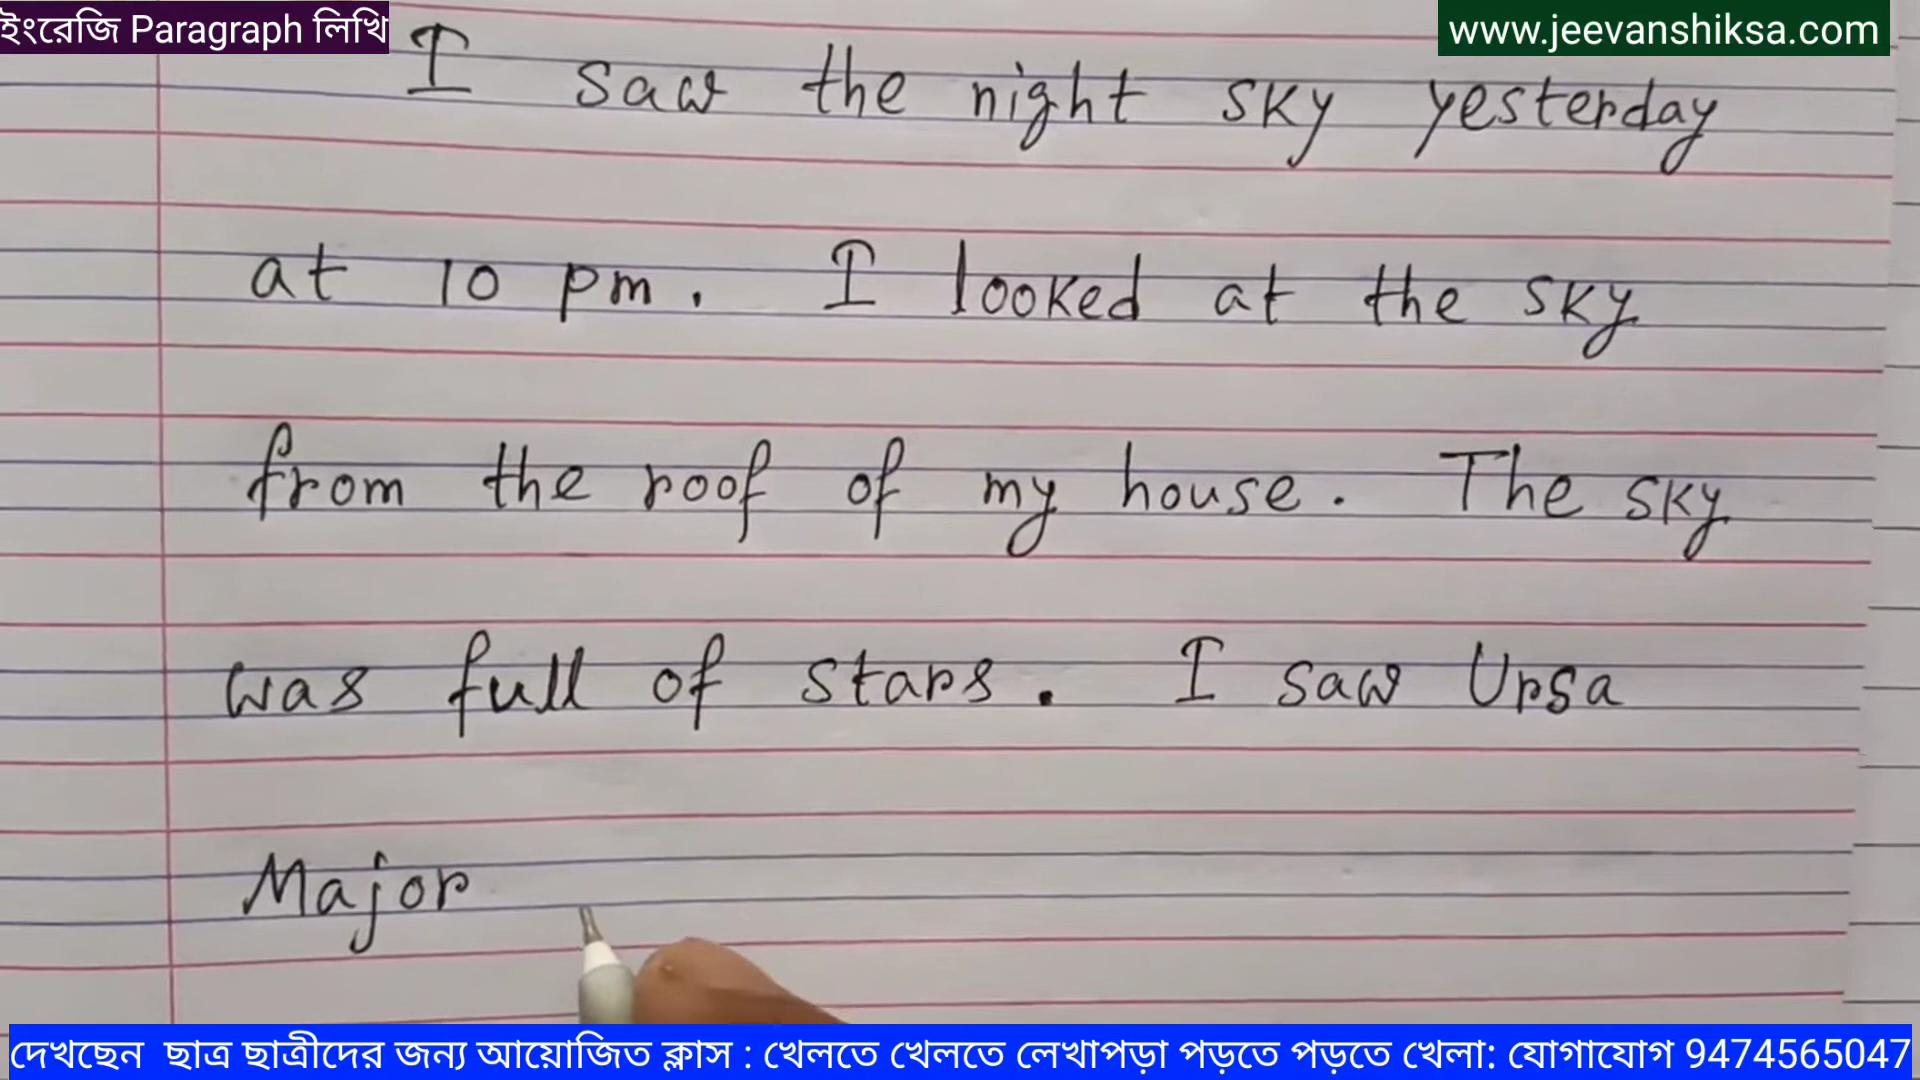 ইংরেজি Paragraph লিখি
www.jeevanshiksa.com
I saw the night sky yesterday
at 10 pm. I looked at the sky
from the roof of my house. The sky
was full of stars. I saw Ursa
Major
দেখছেন ছাত্র ছাত্রীদের জন্য আয়োজিত ক্লাস : খেলতে খেলতে লেখাপড়া পড়তে পড়তে খেলা: যোগাযোগ 9474565047